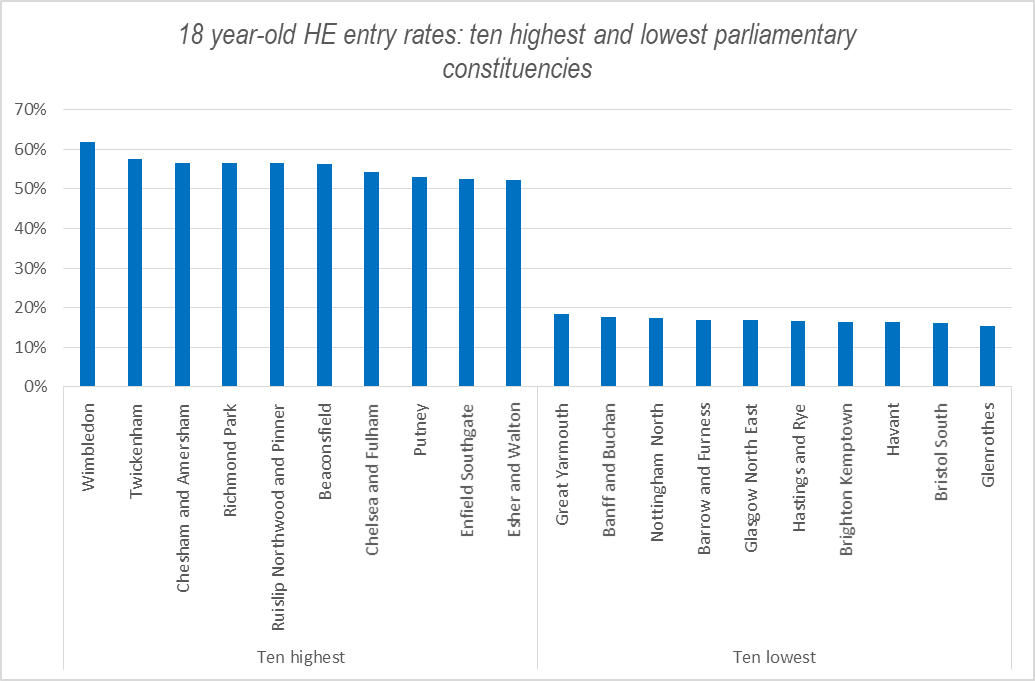 18 year-old HE entry rates: ten highest and lowest parliamentary
constituencies
70%
60%
50%
40%
30%
20%
10%
0%
Wimbledon
Twickenham
Chesham and Amersham
Richmond Park
Ruislip Northwood and Pinner
Beaconsfield
Chelsea and Fulham
Putney
Enfield Southgate
Esher and Walton
Great Yarmouth
Banff and Buchan
Nottingham North
Barrow and Furness
Glasgow North East
Hastings and Rye
Brighton Kemptown
Havant
Bristol South
Glenrothes
Ten highest
Ten lowest